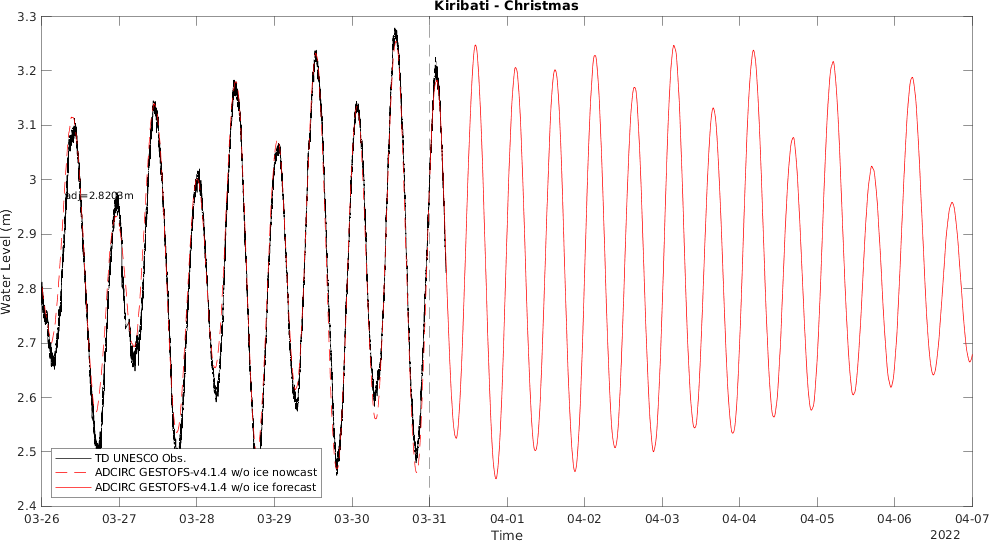 Kiribati - Christmas
Water Level (m)
3.3
3.2
3.1
3
2.9
2.8
2.7
2.6
2.5
2.4
adj=2.8203m
TD UNESCO Obs.
ADCIRC GESTOFS-v4.1.4 w/o ice nowcast
ADCIRC GESTOFS-v4.1.4 w/o ice forecast
03-26 03-27 03-28 03-29 03-30 03-31 04-01 04-02 04-03 04-04 04-05 04-06 04-07
Time
2022